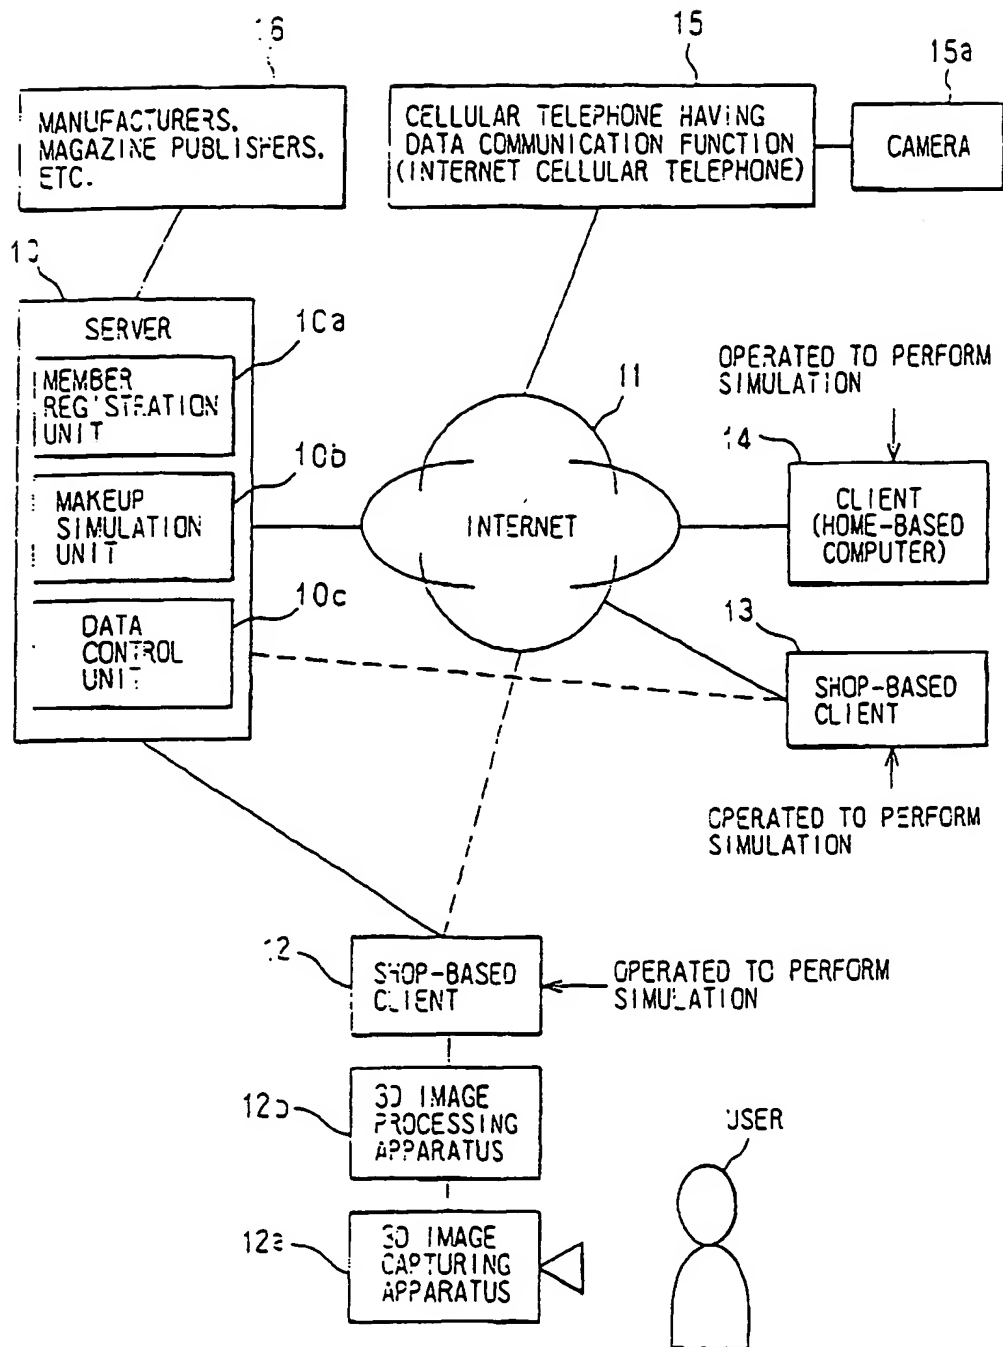 16
MANUFACTURERS,
MAGAZINE PUBLISHERS,
ETC.
15
CELLULAR TELEPHONE HAVING
DATA COMMUNICATION FUNCTION
(INTERNET CELLULAR TELEPHONE)
15a
CAMERA
10
SERVER
10a
MEMBER
REGISTRATION
UNIT
10b
MAKEUP
SIMULATION
UNIT
10c
DATA
CONTROL
UNIT
11
INTERNET
OPERATED TO PERFORM
SIMULATION
14
CLIENT
(HOME-BASED
COMPUTER)
13
SHOP-BASED
CLIENT
OPERATED TO PERFORM
SIMULATION
12
SHOP-BASED
CLIENT
OPERATED TO PERFORM
SIMULATION
12b
3D IMAGE
PROCESSING
APPARATUS
12a
3D IMAGE
CAPTURING
APPARATUS
USER